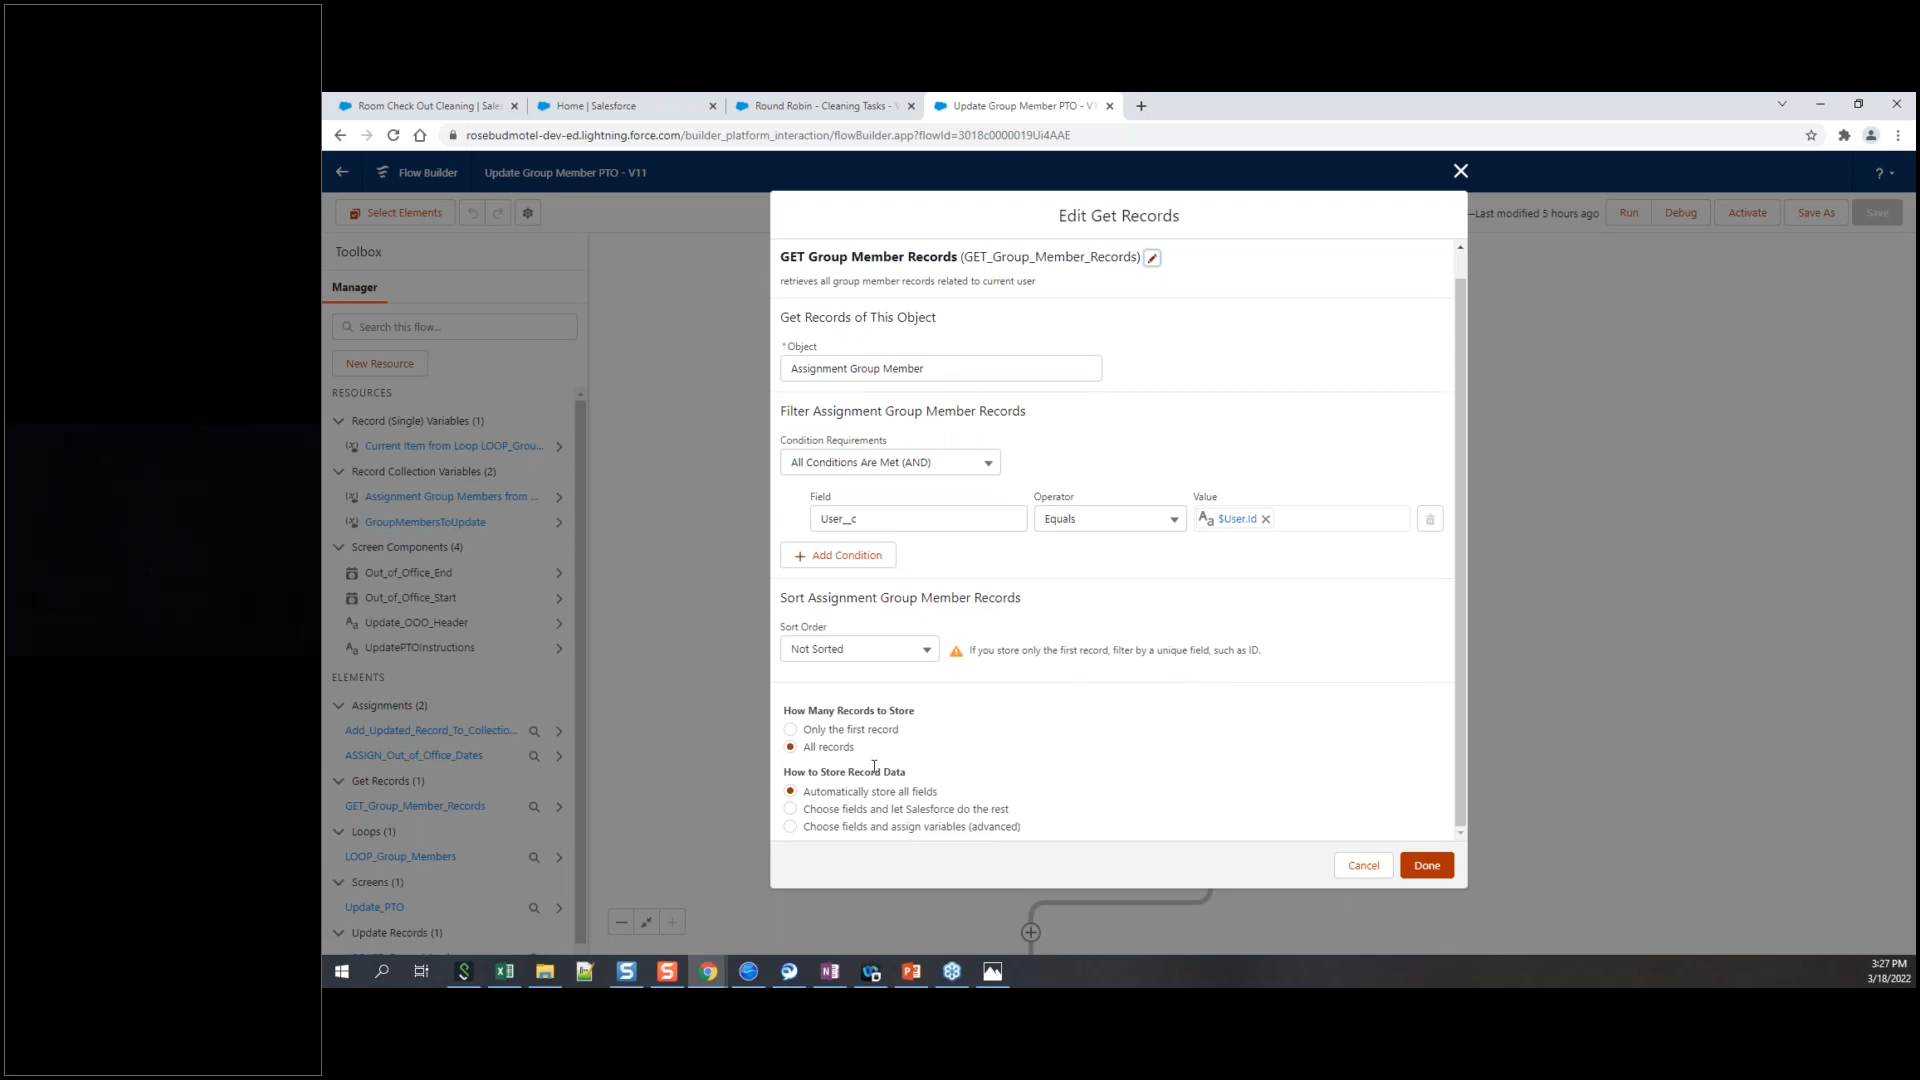 Room Check Out Cleaning | Sale
Home | Salesforce
Round Robin - Cleaning Tasks -
Update Group Member PTO - V1
rosebudmotel-dev-ed.lightning.force.com/builder_platform_interaction/flowBuilder.app?flowId=3018c0000019Ui4AAE
Flow Builder
Update Group Member PTO - V11
?
Select Elements
—Last modified 5 hours ago
Run
Debug
Activate
Save As
Save
Toolbox
Manager
Search this flow...
New Resource
RESOURCES
Record (Single) Variables (1)
Current Item from Loop LOOP_Grou...
Record Collection Variables (2)
Assignment Group Members from ...
GroupMembersToUpdate
Screen Components (4)
Out_of_Office_End
Out_of_Office_Start
Update_OOO_Header
UpdatePTOInstructions
ELEMENTS
Assignments (2)
Add_Updated_Record_To_Collectio...
ASSIGN_Out_of_Office_Dates
Get Records (1)
GET_Group_Member_Records
Loops (1)
LOOP_Group_Members
Screens (1)
Update_PTO
Update Records (1)
Edit Get Records
GET Group Member Records (GET_Group_Member_Records)
retrieves all group member records related to current user
Get Records of This Object
*Object
Assignment Group Member
Filter Assignment Group Member Records
Condition Requirements
All Conditions Are Met (AND)
Field Operator Value
User__c Equals Aa $User.Id
+ Add Condition
Sort Assignment Group Member Records
Sort Order
Not Sorted
If you store only the first record, filter by a unique field, such as ID.
How Many Records to Store
Only the first record
All records
How to Store Record Data
Automatically store all fields
Choose fields and let Salesforce do the rest
Choose fields and assign variables (advanced)
Cancel
Done
3:27 PM
3/18/2022